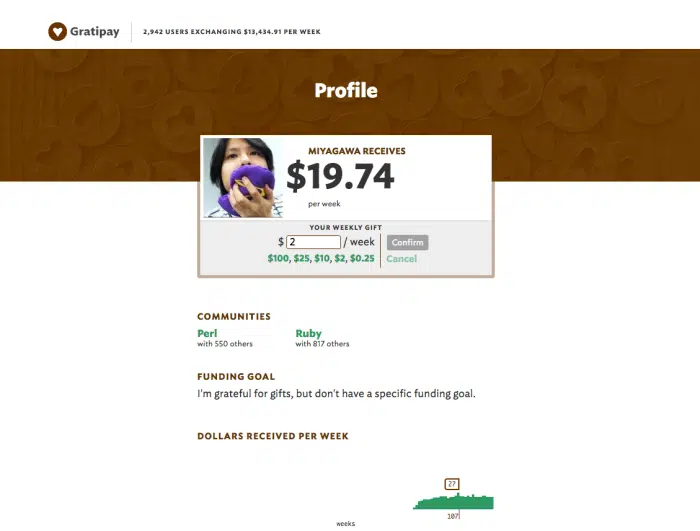 Gratipay
2,942 USERS EXCHANGING $13,434.91 PER WEEK
Profile
MIYAGAWA RECEIVES
$19.74
per week
YOUR WEEKLY GIFT
$ 2 / week Confirm
$100, $25, $10, $2, $0.25 Cancel
COMMUNITIES
Perl Ruby
with 550 others with 817 others
FUNDING GOAL
I'm grateful for gifts, but don't have a specific funding goal.
DOLLARS RECEIVED PER WEEK
27
107
weeks